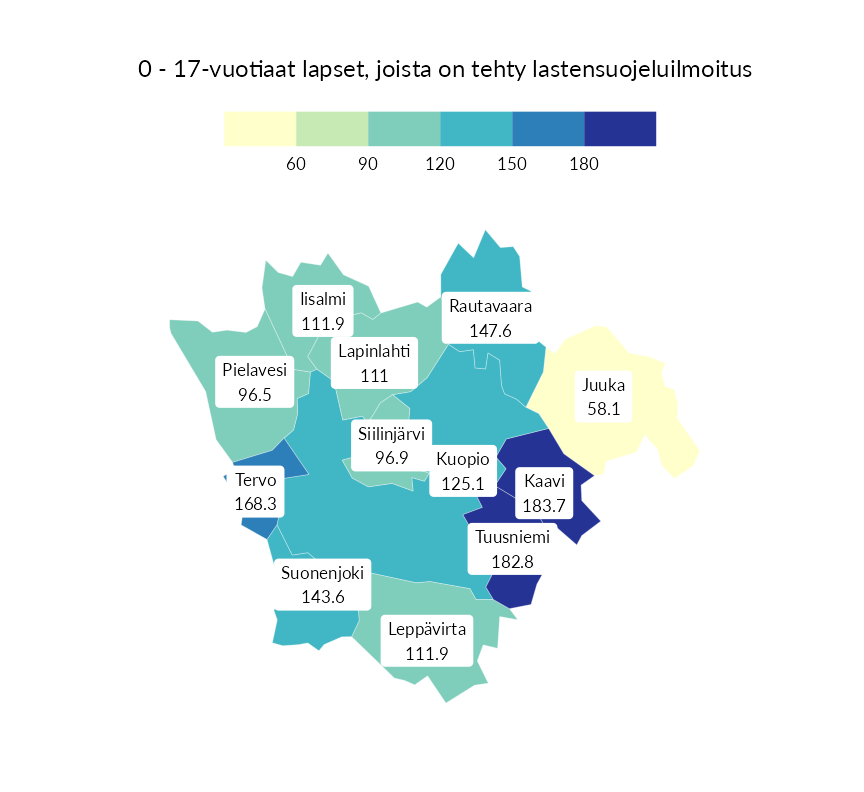 0 - 17-vuotiaat lapset, joista on tehty lastensuojeluilmoitus
60 90 120 150 180
Iisalmi
111.9
Rautavaara
147.6
Lapinlahti
111
Pielavesi
96.5
Juuka
58.1
Siilinjärvi
96.9
Kuopio
125.1
Tervo
168.3
Kaavi
183.7
Tuusniemi
182.8
Suonenjoki
143.6
Leppävirta
111.9